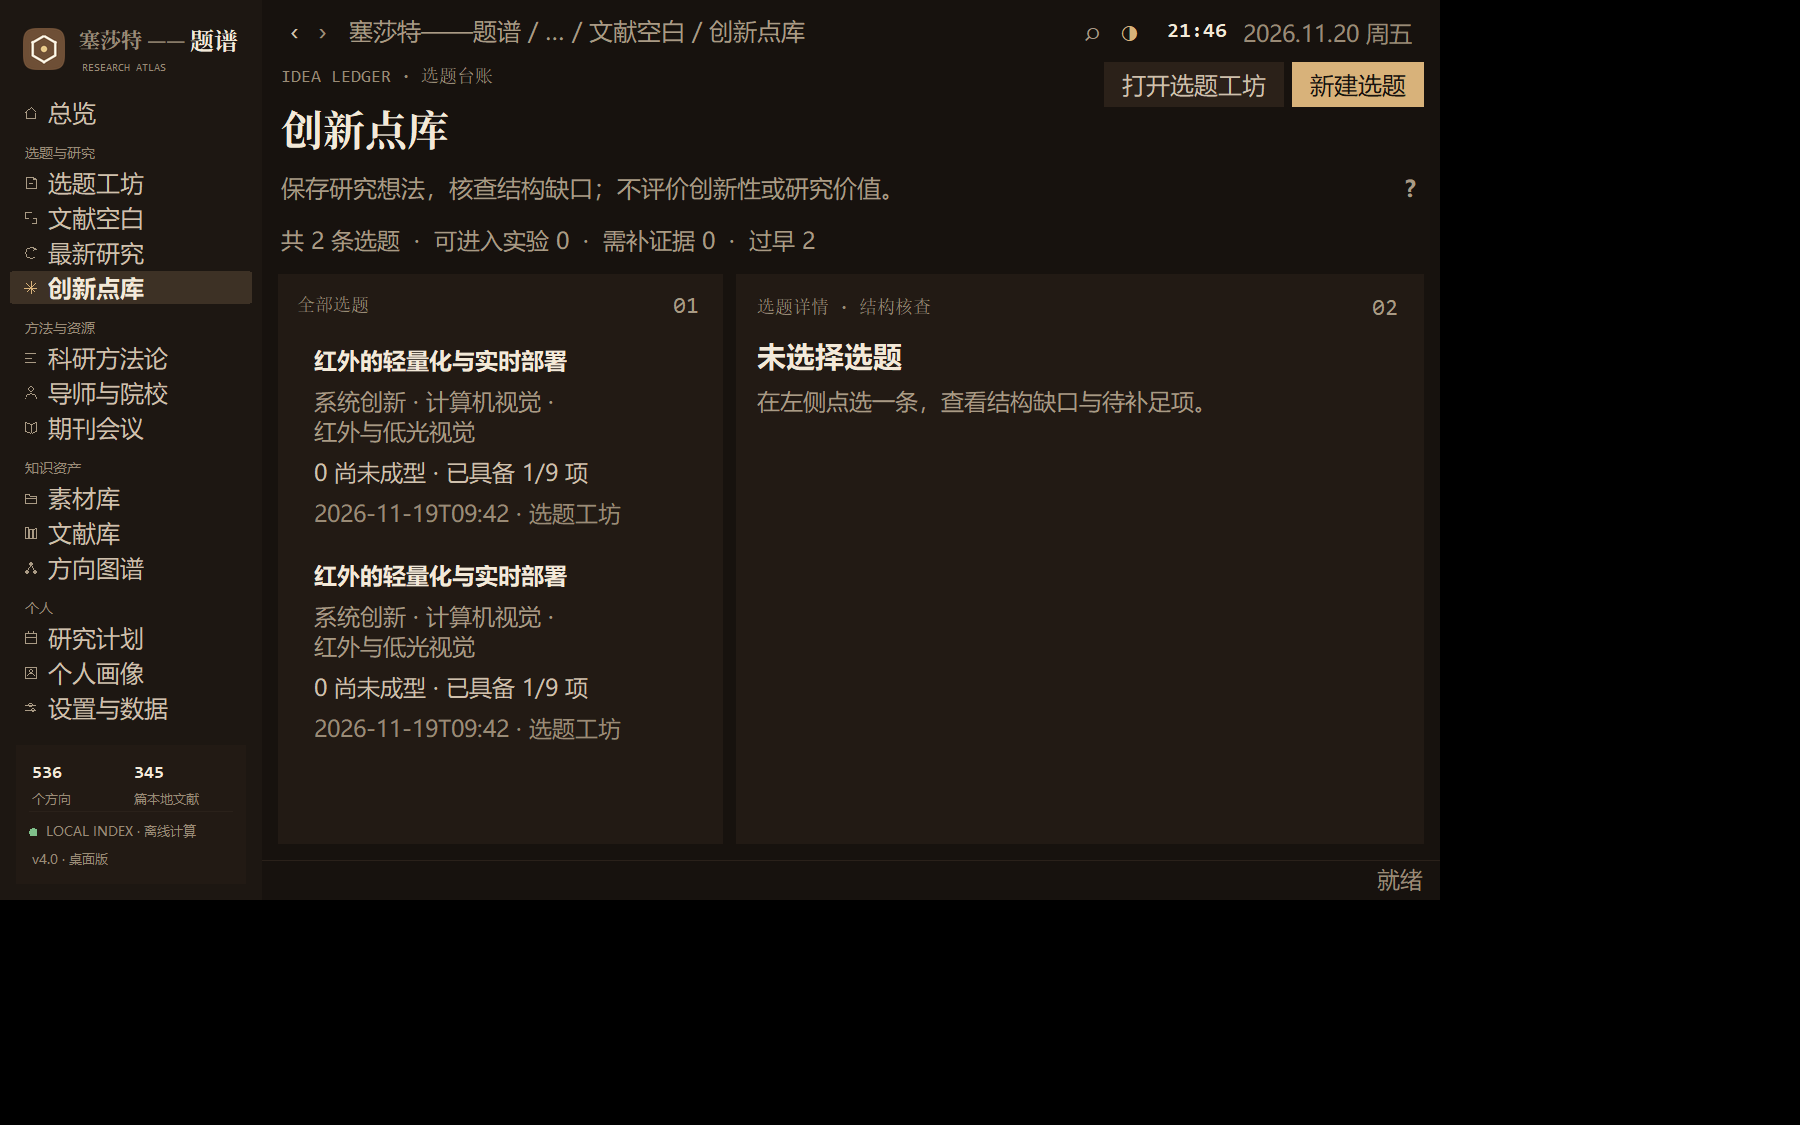 塞莎特 —— 题谱
RESEARCH ATLAS
总览
选题与研究
选题工坊
文献空白
最新研究
创新点库
方法与资源
科研方法论
导师与院校
期刊会议
知识资产
素材库
文献库
方向图谱
个人
研究计划
个人画像
设置与数据
536
个方向
345
篇本地文献
LOCAL INDEX · 离线计算
v4.0 · 桌面版
‹ › 塞莎特——题谱 / ... / 文献空白 / 创新点库
21:46 2026.11.20 周五
IDEA LEDGER · 选题台账
打开选题工坊
新建选题
创新点库
保存研究想法，核查结构缺口；不评价创新性或研究价值。
?
共 2 条选题 · 可进入实验 0 · 需补证据 0 · 过早 2
全部选题 01
红外的轻量化与实时部署
系统创新 · 计算机视觉 ·
红外与低光视觉
0 尚未成型 · 已具备 1/9 项
2026-11-19T09:42 · 选题工坊
红外的轻量化与实时部署
系统创新 · 计算机视觉 ·
红外与低光视觉
0 尚未成型 · 已具备 1/9 项
2026-11-19T09:42 · 选题工坊
选题详情 · 结构核查 02
未选择选题
在左侧点选一条，查看结构缺口与待补足项。
就绪